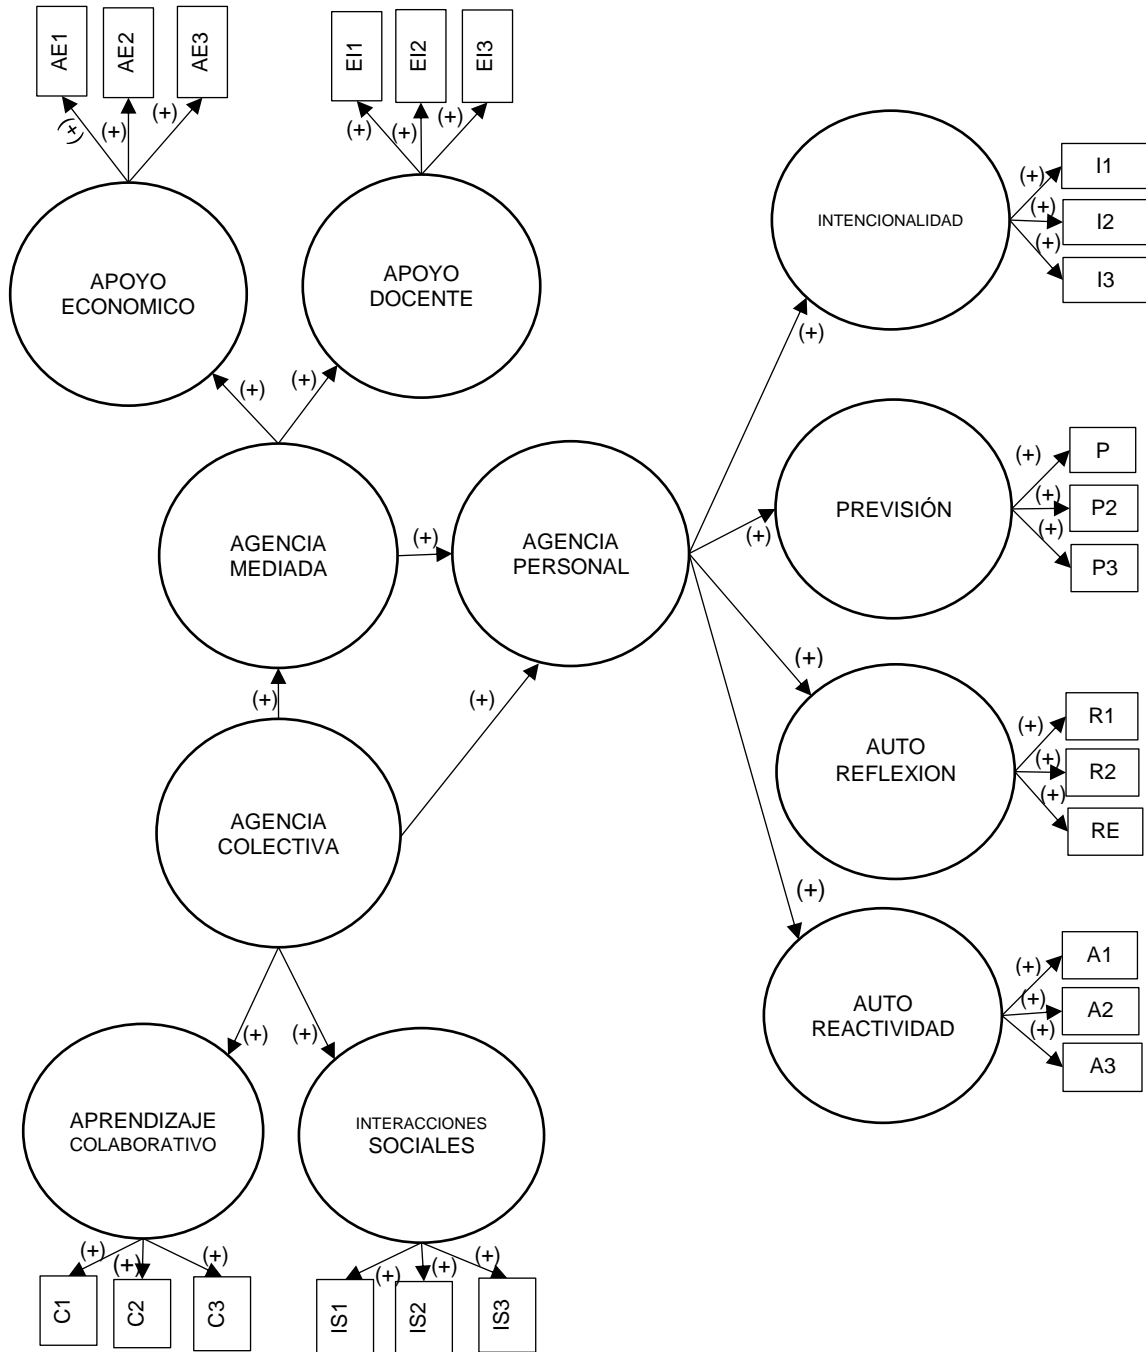 AE1
AE2
AE3
EI1
EI2
EI3
(+)
(+)
(+)
(+)
(+)
(+)
APOYO
ECONOMICO
APOYO
DOCENTE
(+)
(+)
AGENCIA
MEDIADA
(+)
AGENCIA
PERSONAL
(+)
(+)
AGENCIA
COLECTIVA
(+)
(+)
APRENDIZAJE
COLABORATIVO
INTERACCIONES
SOCIALES
(+)
(+)
(+)
(+)
(+)
(+)
C1
C2
C3
IS1
IS2
IS3
(+)
INTENCIONALIDAD
(+)
(+)
(+)
I1
I2
I3
(+)
PREVISIÓN
(+)
(+)
(+)
P
P2
P3
(+)
AUTO
REFLEXION
(+)
(+)
(+)
R1
R2
RE
(+)
AUTO
REACTIVIDAD
(+)
(+)
(+)
A1
A2
A3